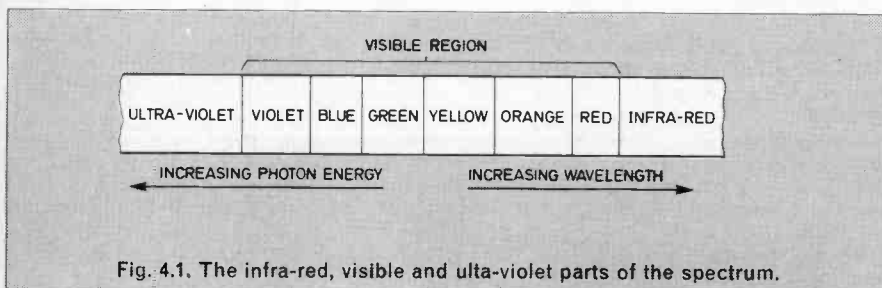 VISIBLE REGION
ULTRA-VIOLET VIOLET BLUE GREEN YELLOW ORANGE RED INFRA-RED
INCREASING PHOTON ENERGY INCREASING WAVELENGTH
Fig. 4.1. The infra-red, visible and ulta-violet parts of the spectrum.